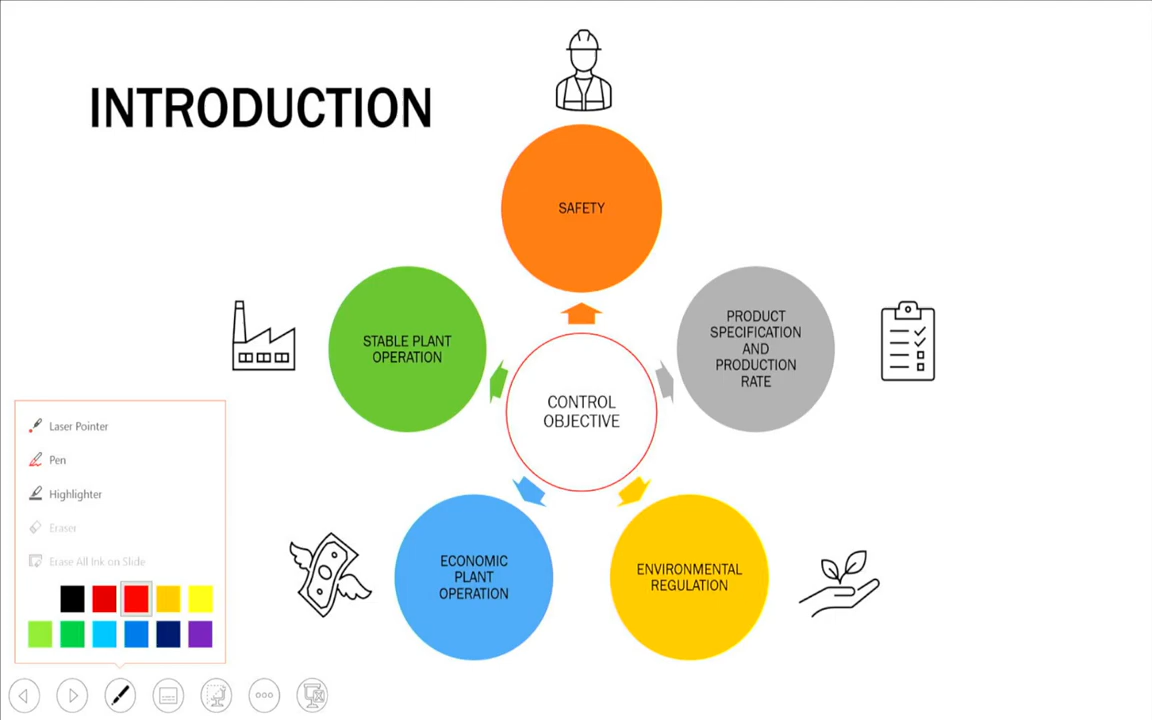 INTRODUCTION
SAFETY
STABLE PLANT
OPERATION
PRODUCT
SPECIFICATION
AND
PRODUCTION
RATE
CONTROL
OBJECTIVE
ECONOMIC
PLANT
OPERATION
ENVIRONMENTAL
REGULATION
Laser Pointer
Pen
Highlighter
Eraser
Erase All Ink on Slide